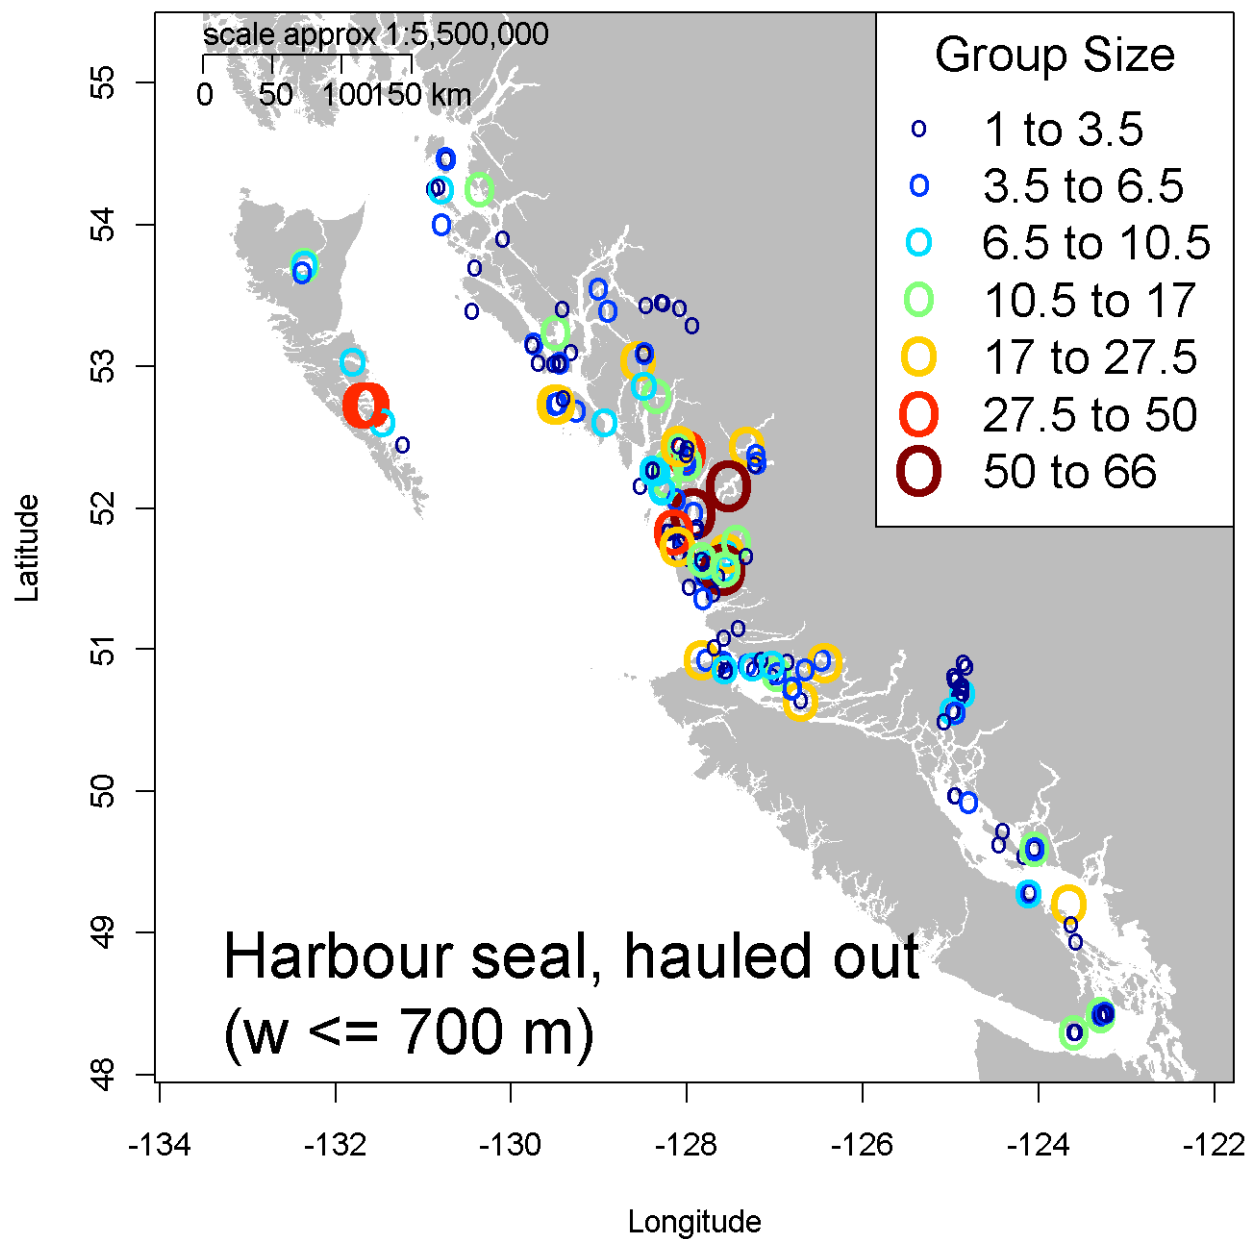 scale approx 1:5,500,000
0 50 100 150 km
Group Size
1 to 3.5
3.5 to 6.5
6.5 to 10.5
10.5 to 17
17 to 27.5
27.5 to 50
50 to 66
55
54
53
52
51
50
49
48
Latitude
Harbour seal, hauled out
(w <= 700 m)
-134 -132 -130 -128 -126 -124 -122
Longitude